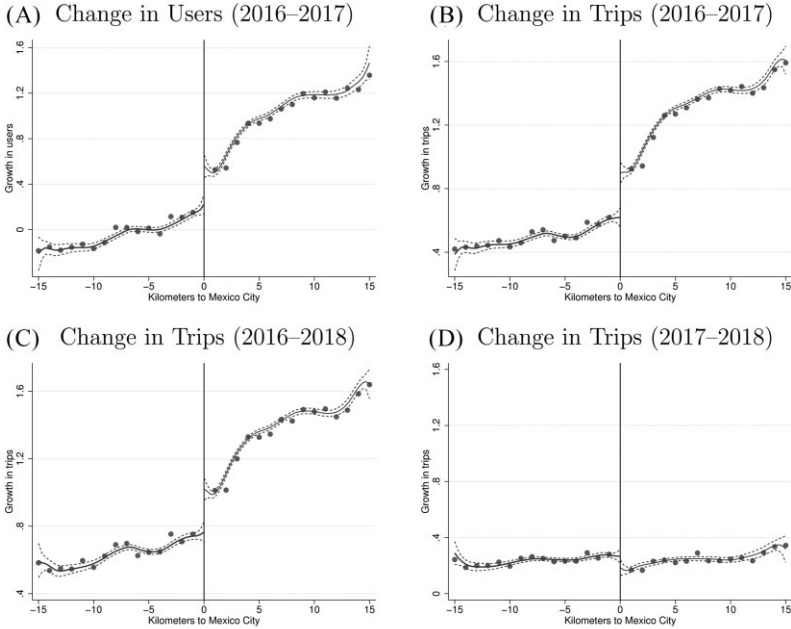 (A) Change in Users (2016–2017)
Growth in users
1.6
1.2
.8
.4
0
−15 −10 −5 0 5 10 15
Kilometers to Mexico City
(B) Change in Trips (2016–2017)
Growth in trips
1.6
1.2
.8
.4
−15 −10 −5 0 5 10 15
Kilometers to Mexico City
(C) Change in Trips (2016–2018)
Growth in trips
1.6
1.2
.8
.4
−15 −10 −5 0 5 10 15
Kilometers to Mexico City
(D) Change in Trips (2017–2018)
Growth in trips
1.6
1.2
.8
.4
0
−15 −10 −5 0 5 10 15
Kilometers to Mexico City